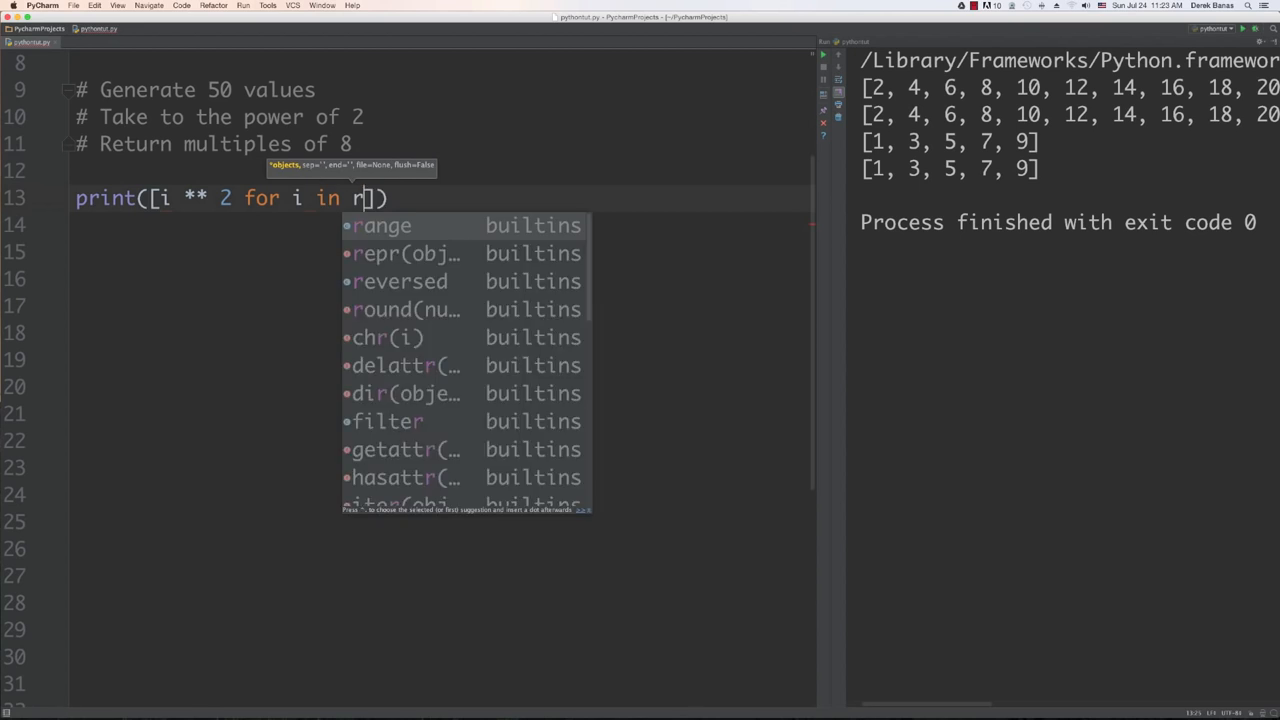 PyCharm File Edit View Navigate Code Refactor Run Tools VCS Window Help 10 Sun Jul 24 11:23 AM Derek Banas
pythontut.py - PycharmProjects - [~/PycharmProjects]
PycharmProjects pythontut.py pythontut
pythontut.py
Run: pythontut
8
9 # Generate 50 values
10 # Take to the power of 2
11 # Return multiples of 8
12
*objects, sep=' ', end='', file=None, flush=False
13 print([i ** 2 for i in r])
14
15
16
17
18
19
20
21
22
23
24
25
26
27
28
29
30
31
range builtins
repr(obj… builtins
reversed builtins
round(nu… builtins
chr(i) builtins
delattr(… builtins
dir(obje… builtins
filter builtins
getattr(… builtins
hasattr(… builtins
iter(obj… builtins
Press ^. to choose the selected (or first) suggestion and insert a dot afterwards >>
/Library/Frameworks/Python.framewor
[2, 4, 6, 8, 10, 12, 14, 16, 18, 20
[2, 4, 6, 8, 10, 12, 14, 16, 18, 20
[1, 3, 5, 7, 9]
[1, 3, 5, 7, 9]
Process finished with exit code 0
13:25 LF÷ UTF-8÷